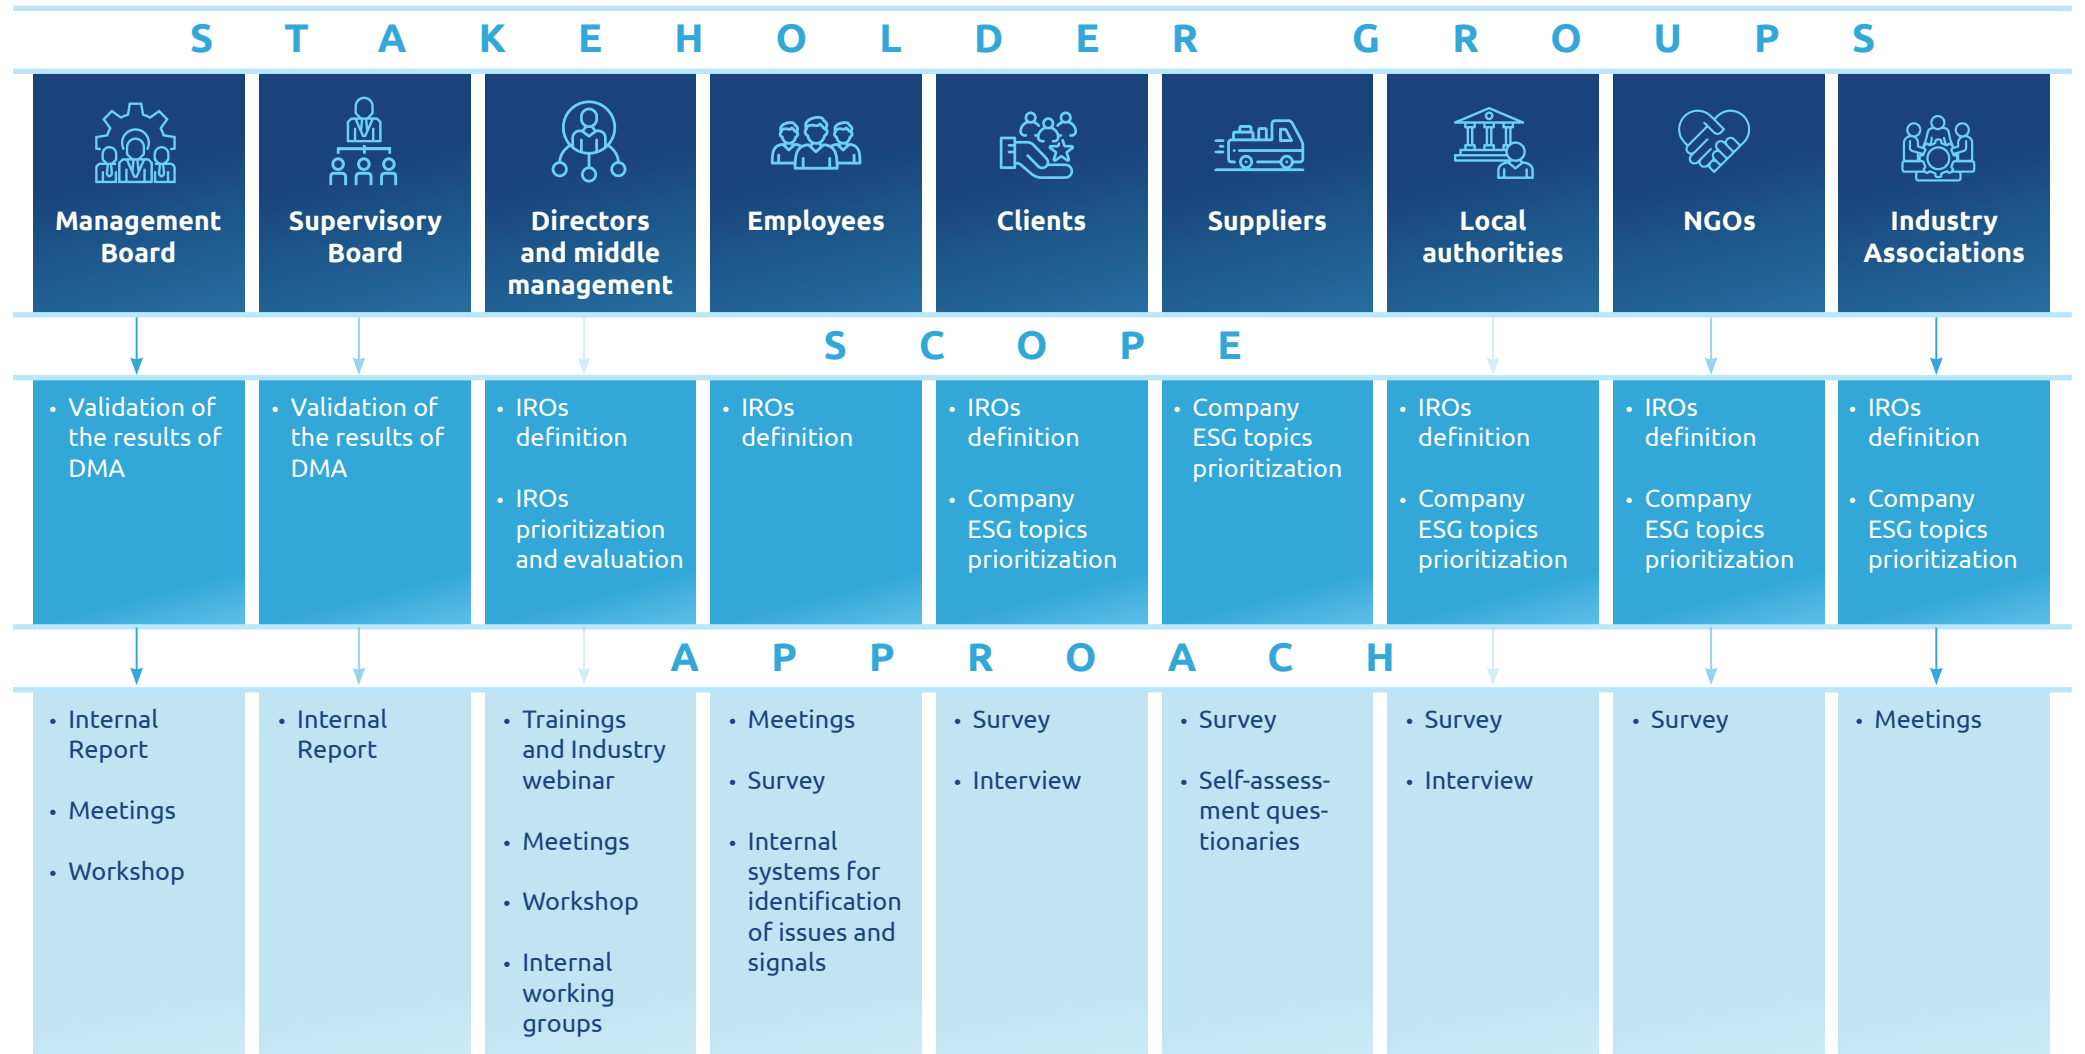 STAKEHOLDER GROUPS
Management
Board
Supervisory
Board
Directors
and middle
management
Employees
Clients
Suppliers
Local
authorities
NGOs
Industry
Associations
SCOPE
• Validation of
the results of
DMA
• Validation of
the results of
DMA
• IROs
definition
• IROs
prioritization
and evaluation
• IROs
definition
• IROs
definition
• Company
ESG topics
prioritization
• Company
ESG topics
prioritization
• IROs
definition
• Company
ESG topics
prioritization
• IROs
definition
• Company
ESG topics
prioritization
• IROs
definition
• Company
ESG topics
prioritization
APPROACH
• Internal
Report
• Meetings
• Workshop
• Internal
Report
• Trainings
and Industry
webinar
• Meetings
• Workshop
• Internal
working
groups
• Meetings
• Survey
• Internal
systems for
identification
of issues and
signals
• Survey
• Interview
• Survey
• Self-assess-
ment ques-
tionaries
• Survey
• Interview
• Survey
• Meetings